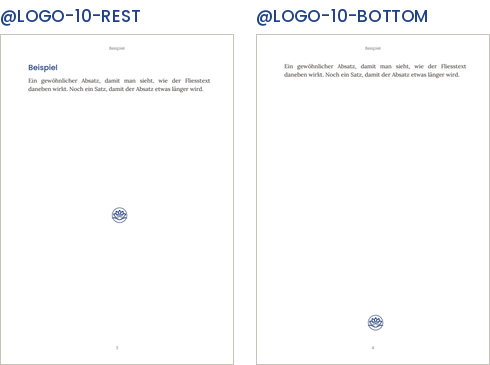 @LOGO-10-REST
Beispiel
Beispiel
Ein gewöhnlicher Absatz, damit man sieht, wie der Fliesstext
daneben wirkt. Noch ein Satz, damit der Absatz etwas länger wird.
3
@LOGO-10-BOTTOM
Beispiel
Ein gewöhnlicher Absatz, damit man sieht, wie der Fliesstext
daneben wirkt. Noch ein Satz, damit der Absatz etwas länger wird.
4